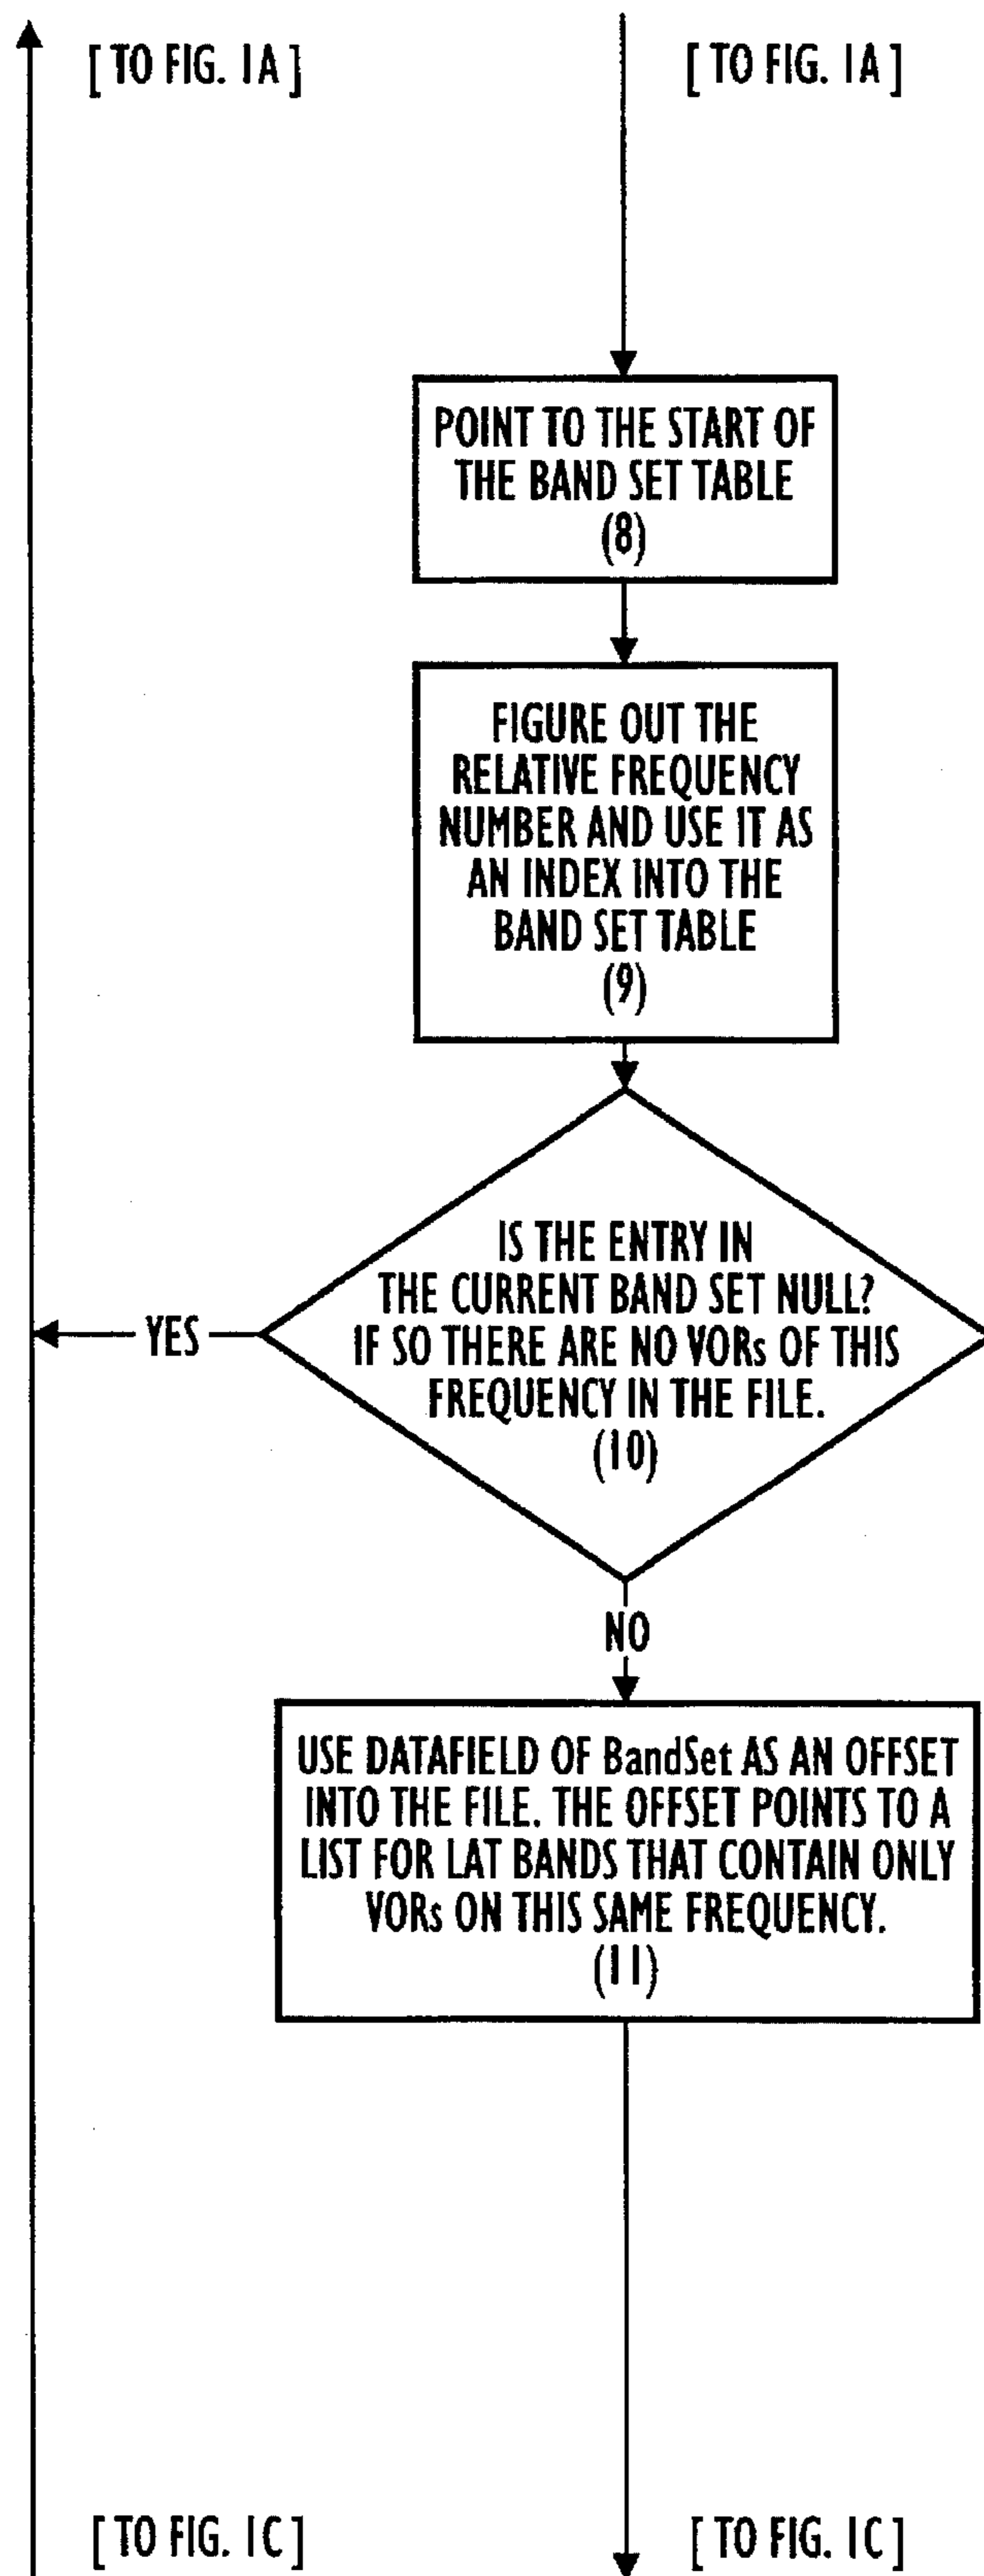 [ TO FIG. 1A ]
[ TO FIG. 1A ]
POINT TO THE START OF
THE BAND SET TABLE
(8)
FIGURE OUT THE
RELATIVE FREQUENCY
NUMBER AND USE IT AS
AN INDEX INTO THE
BAND SET TABLE
(9)
IS THE ENTRY IN
THE CURRENT BAND SET NULL?
IF SO THERE ARE NO VORs OF THIS
FREQUENCY IN THE FILE.
(10)
YES
NO
USE DATAFIELD OF BandSet AS AN OFFSET
INTO THE FILE. THE OFFSET POINTS TO A
LIST FOR LAT BANDS THAT CONTAIN ONLY
VORs ON THIS SAME FREQUENCY.
(11)
[ TO FIG. 1C ]
[ TO FIG. 1C ]